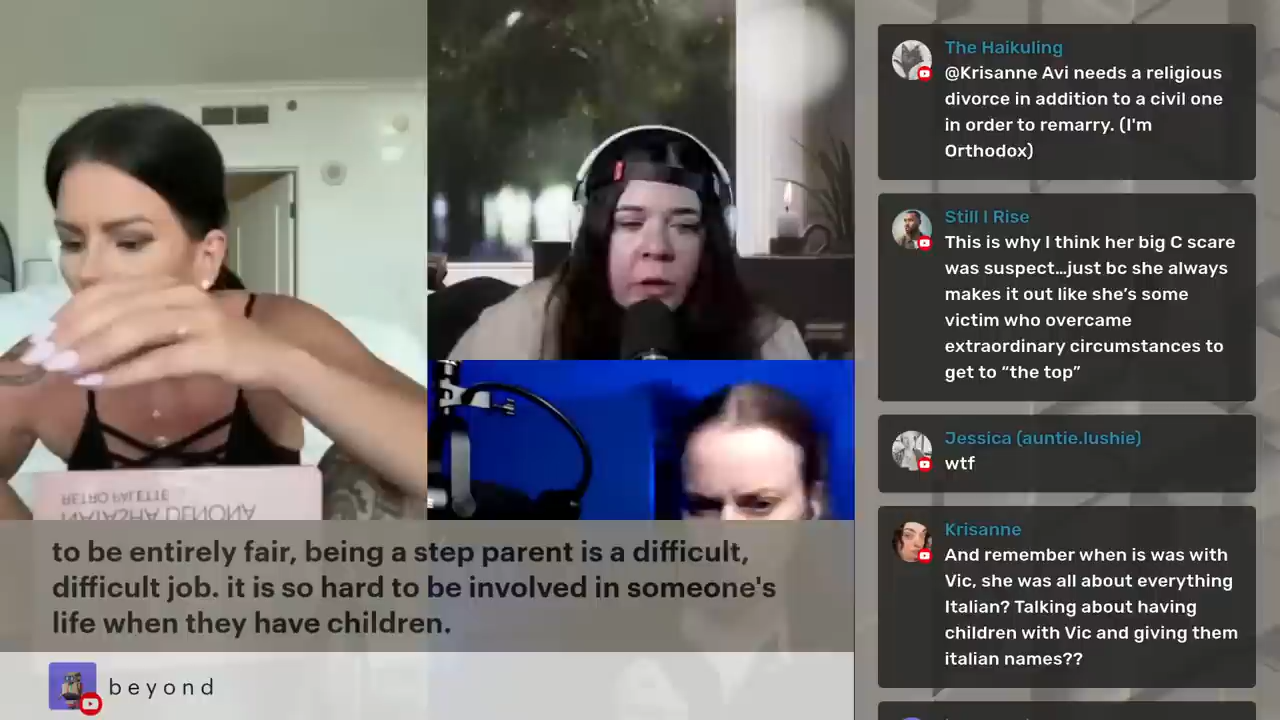 The Haikuling
@Krisanne Avi needs a religious
divorce in addition to a civil one
in order to remarry. (I'm
Orthodox)
Still I Rise
This is why I think her big C scare
was suspect…just bc she always
makes it out like she’s some
victim who overcame
extraordinary circumstances to
get to “the top”
Jessica (auntie.lushie)
wtf
Krisanne
And remember when is was with
Vic, she was all about everything
Italian? Talking about having
children with Vic and giving them
italian names??
RETRO PALETTE
NATASHA DENONA
to be entirely fair, being a step parent is a difficult,
difficult job. it is so hard to be involved in someone's
life when they have children.
beyond